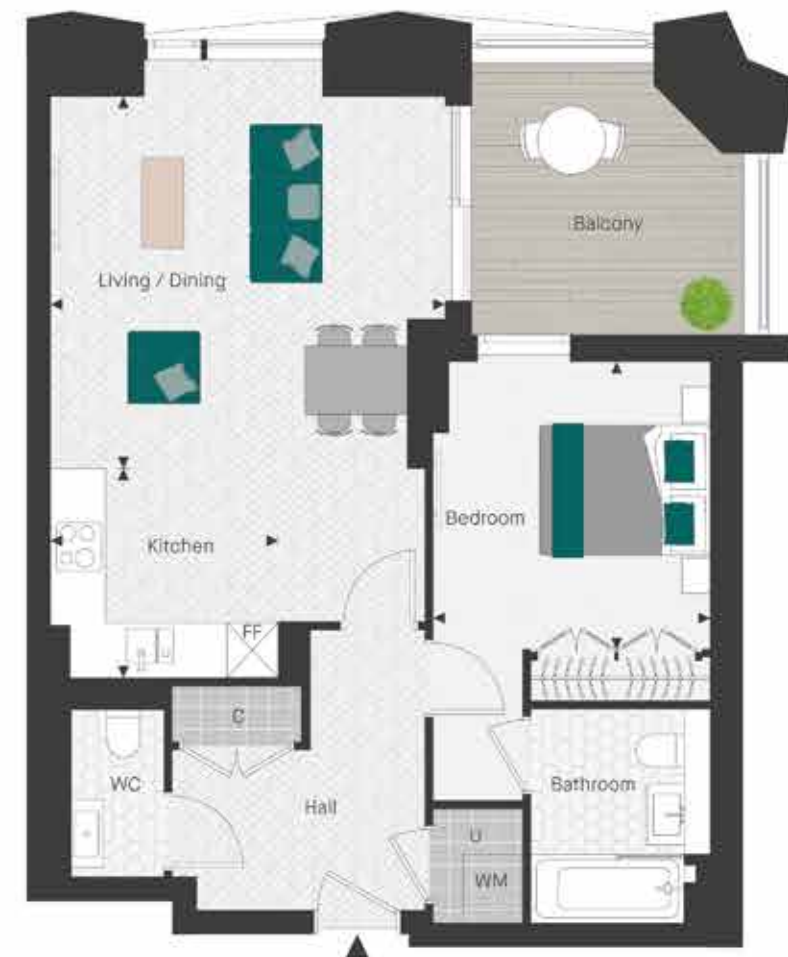 Balcony
Living / Dining
Bedroom
Kitchen
FF
C
WC
Bathroom
Hall
U
WM